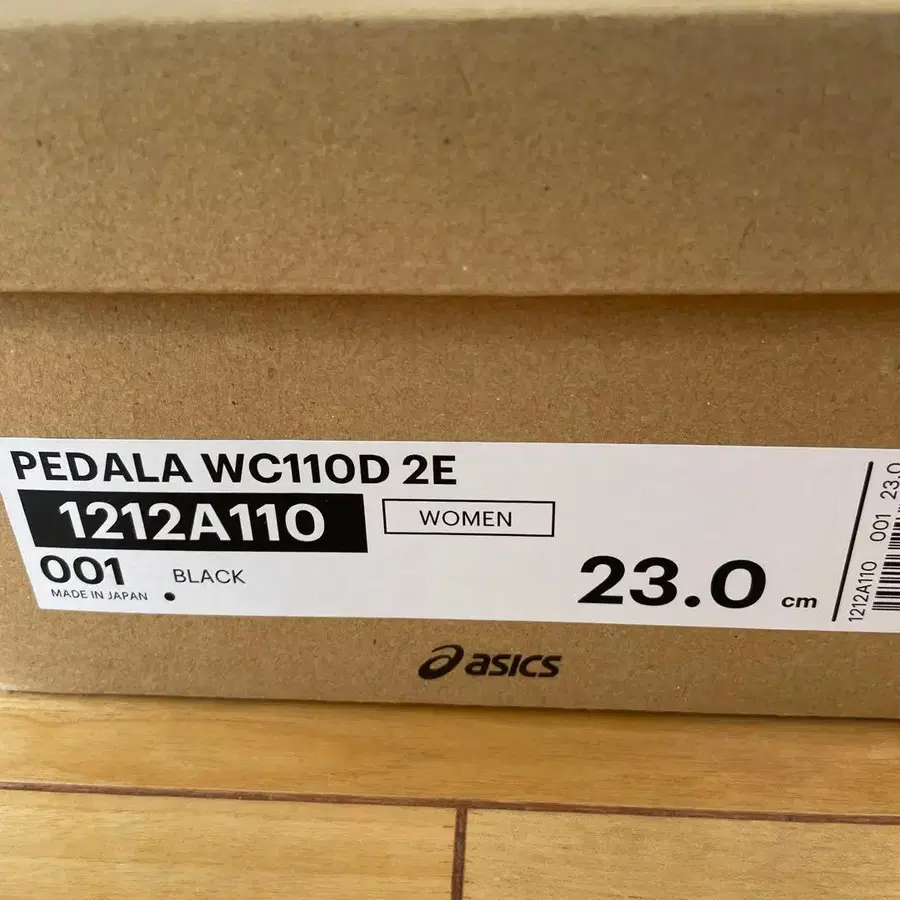 PEDALA WC110D 2E
1212A110
WOMEN
001 BLACK
MADE IN JAPAN
23.0 cm
1212A110 001 23.0
asics